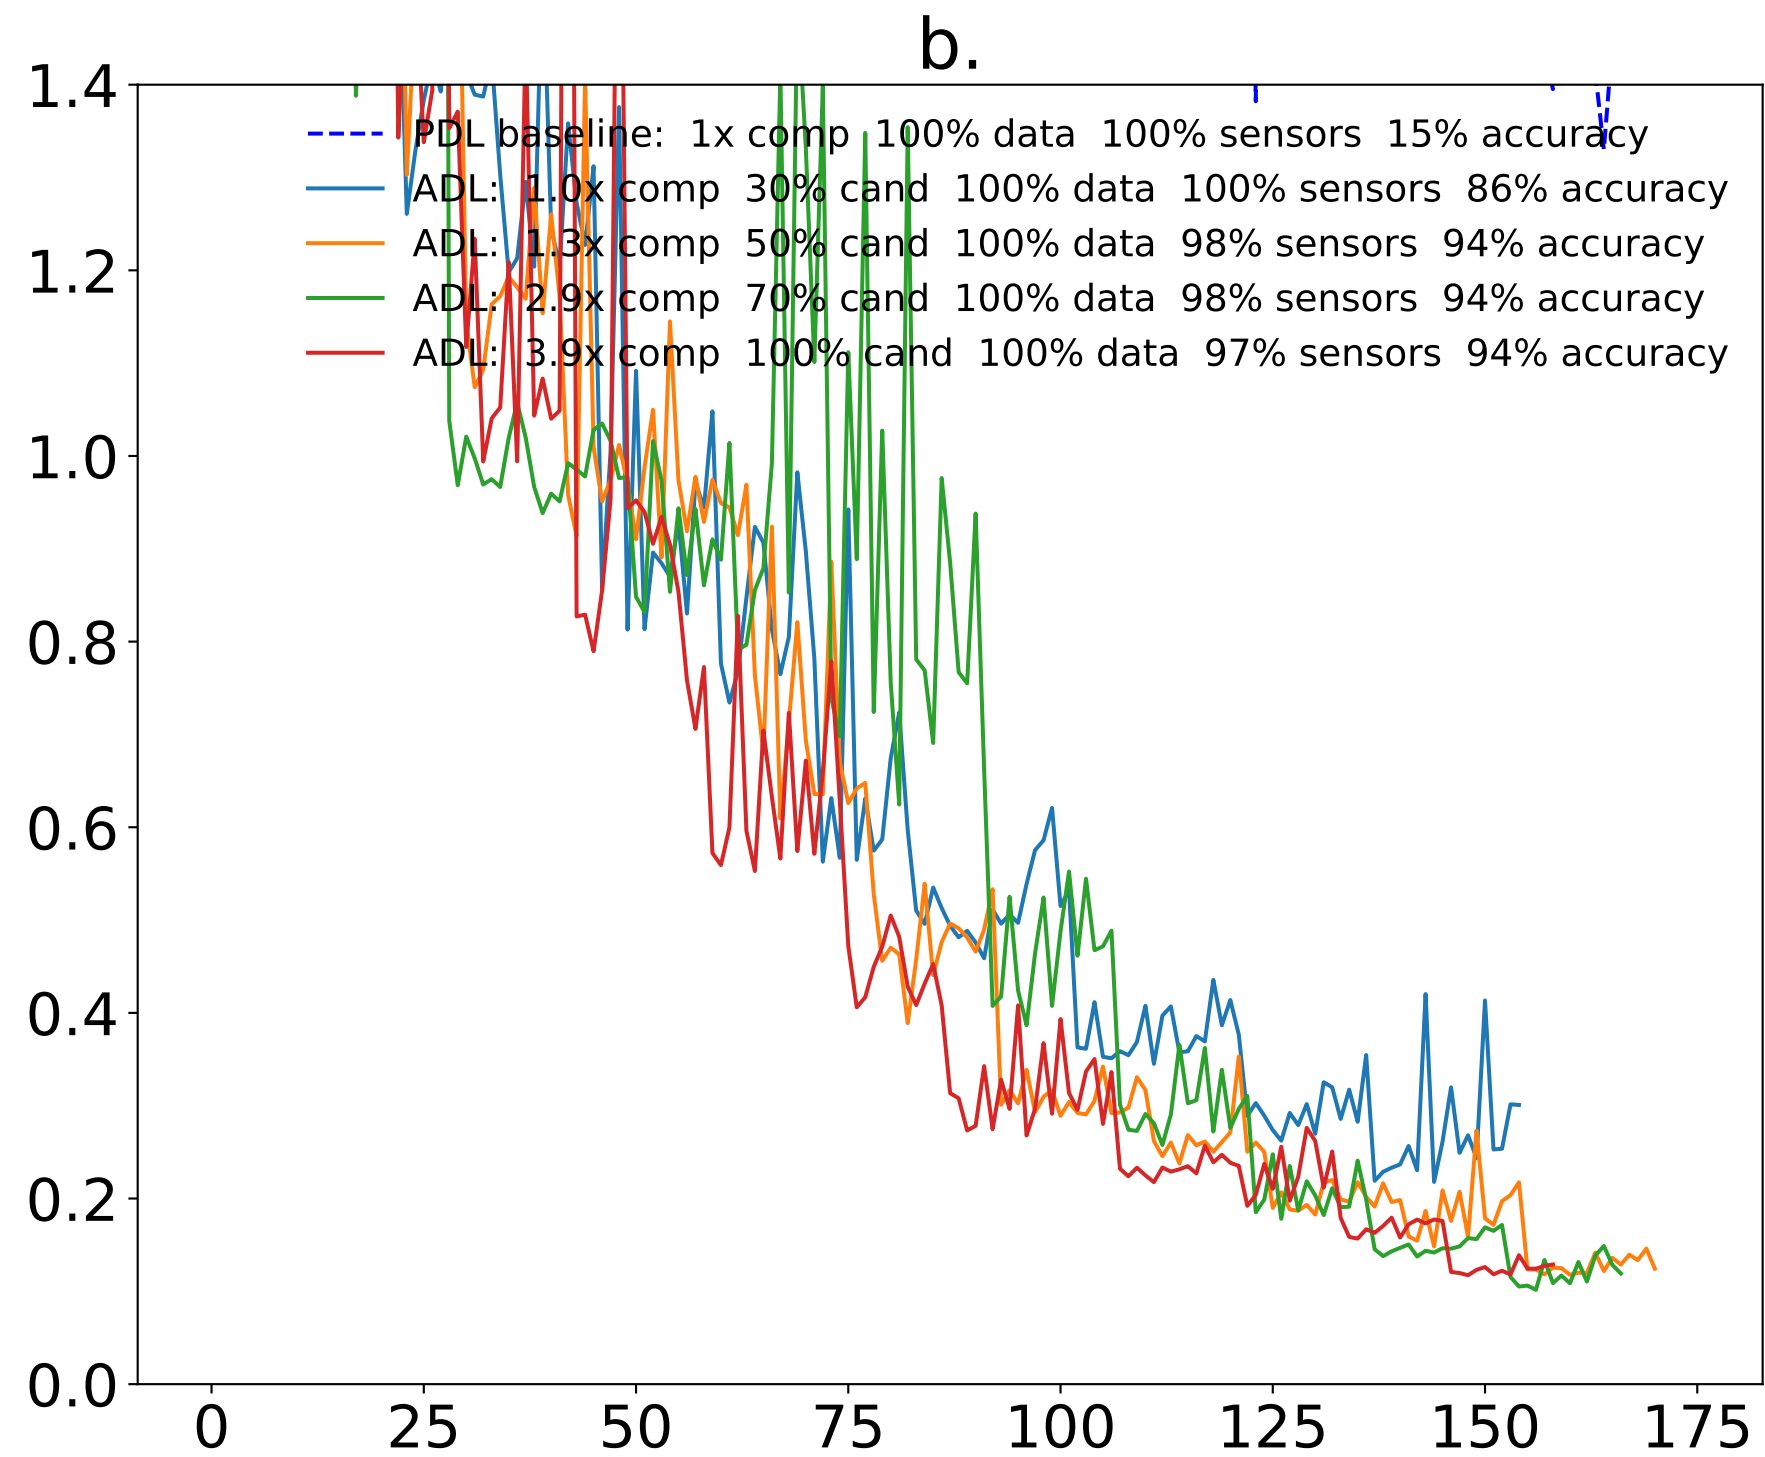 b.
1.4
1.2
1.0
0.8
0.6
0.4
0.2
0.0
PDL baseline: 1x comp 100% data 100% sensors 15% accuracy
ADL: 1.0x comp 30% cand 100% data 100% sensors 86% accuracy
ADL: 1.3x comp 50% cand 100% data 98% sensors 94% accuracy
ADL: 2.9x comp 70% cand 100% data 98% sensors 94% accuracy
ADL: 3.9x comp 100% cand 100% data 97% sensors 94% accuracy
0 25 50 75 100 125 150 175